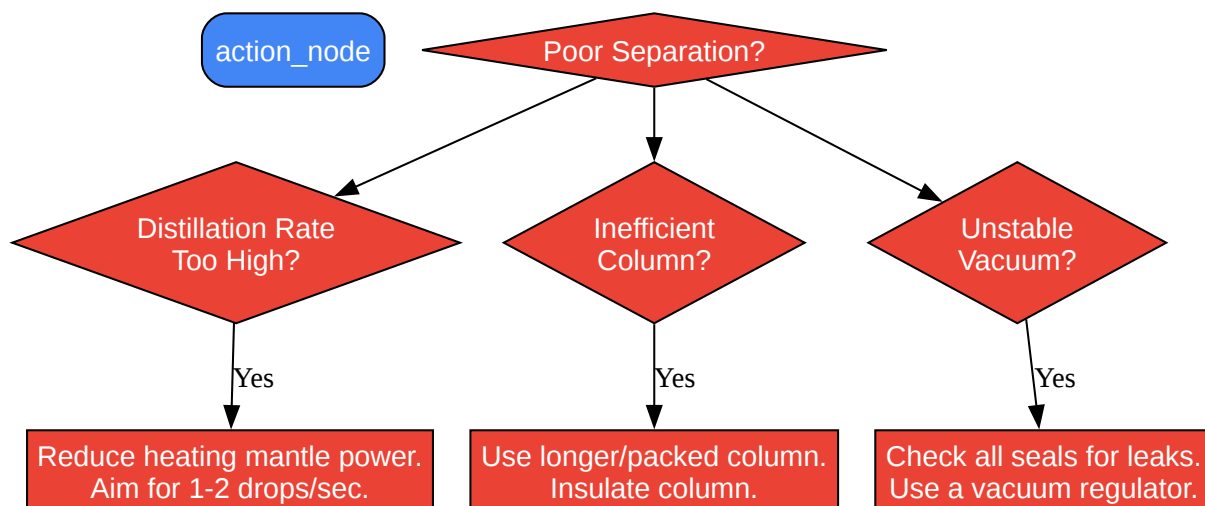 action_node
Poor Separation?
Distillation Rate
Too High?
Inefficient
Column?
Unstable
Vacuum?
Yes
Yes
Yes
Reduce heating mantle power.
Aim for 1-2 drops/sec.
Use longer/packed column.
Insulate column.
Check all seals for leaks.
Use a vacuum regulator.